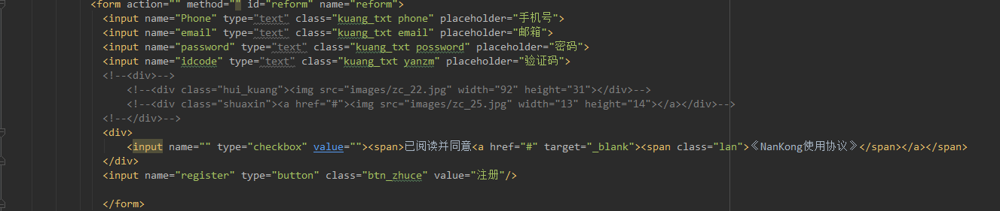 <form action="" method="" id="reform" name="reform">
<input name="Phone" type="text" class="kuang_txt phone" placeholder="手机号">
<input name="email" type="text" class="kuang_txt email" placeholder="邮箱">
<input name="password" type="text" class="kuang_txt possword" placeholder="密码">
<input name="idcode" type="text" class="kuang_txt yanzm" placeholder="验证码">
<!--<div>-->
<!--<div class="hui_kuang"><img src="images/zc_22.jpg" width="92" height="31"></div>-->
<!--<div class="shuaxin"><a href="#"><img src="images/zc_25.jpg" width="13" height="14"></a></div>-->
<!--</div>-->
<div>
<input name="" type="checkbox" value=""><span>已阅读并同意<a href="#" target="_blank"><span class="lan">《NanKong使用协议》</span></a></span>
</div>
<input name="register" type="button" class="btn_zhuce" value="注册"/>
</form>